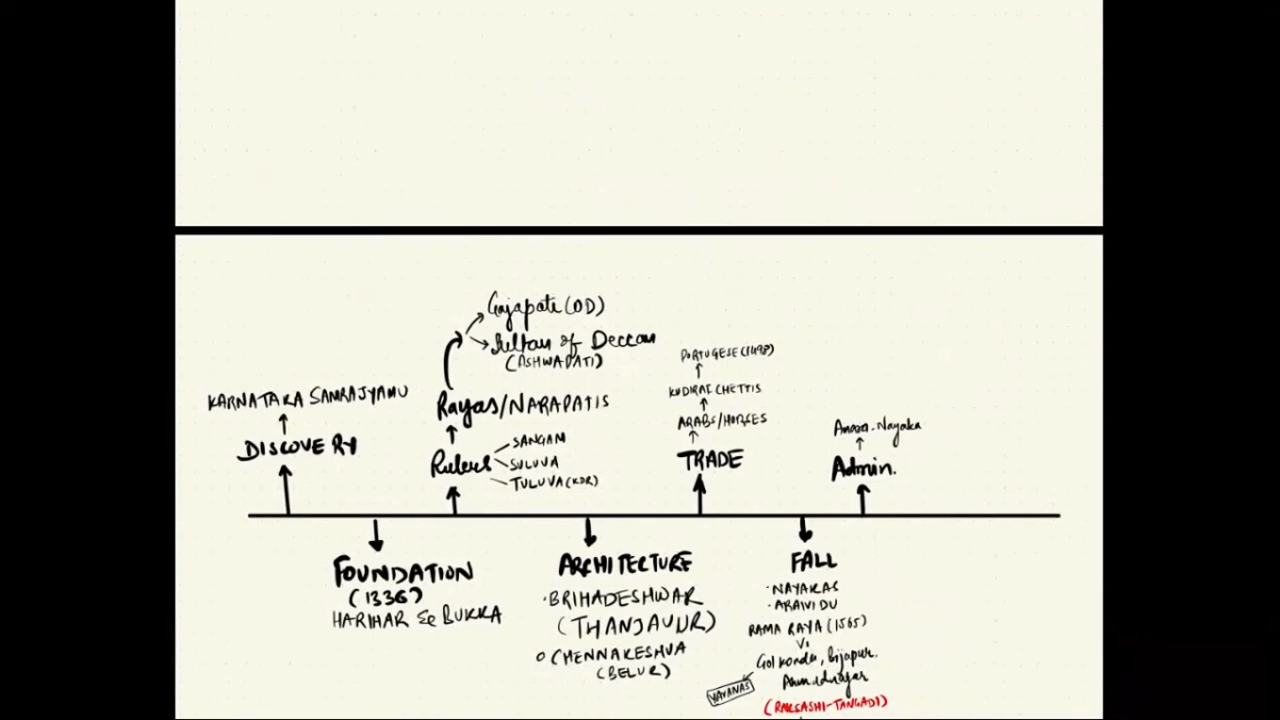 Gajapati (OD)
Sultan of Deccan
(ASHWAPATI)
PORTUGESE (1498)
KARNATAKA SAMRAJYAMU
KUDIRAI CHETTIS
Rayas/NARAPATIS
ARABS/HORSES
Amara-Nayaka
DISCOVERY
SANGAM
Rulers
SULUVA
TULUVA (KDR)
TRADE
Admin.
FOUNDATION
(1336)
HARIHAR & BUKKA
ARCHITECTURE
BRIHADESHWAR
(THANJAVUR)
CHENNAKESHVA
(BELUR)
FALL
NAYAKAS
ARAVIDU
RAMA RAYA (1565)
Vs
Golkonda, Bijapur.
Ahmednagar
YAVANAS
(RAKSASHI-TANGADI)